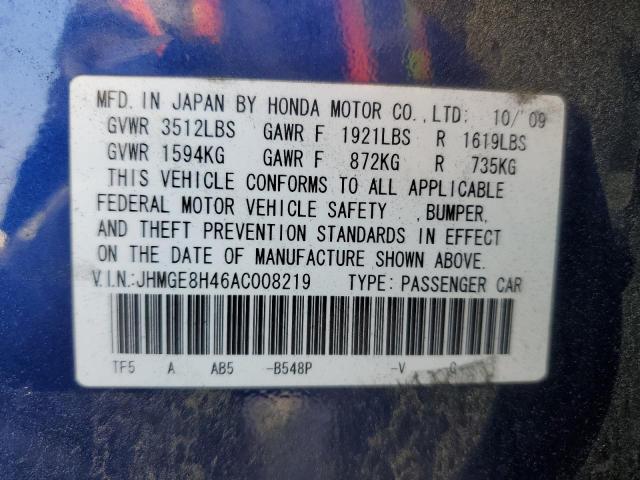 MFD. IN JAPAN BY HONDA MOTOR CO., LTD: 10/ 09
GVWR 3512LBS GAWR F 1921LBS R 1619LBS
GVWR 1594KG GAWR F 872KG R 735KG
THIS VEHICLE CONFORMS TO ALL APPLICABLE
FEDERAL MOTOR VEHICLE SAFETY , BUMPER,
AND THEFT PREVENTION STANDARDS IN EFFECT
ON THE DATE OF MANUFACTURE SHOWN ABOVE.
V.I.N.:JHMGE8H46AC008219 TYPE: PASSENGER CAR
TF5 A AB5 -B548P -V